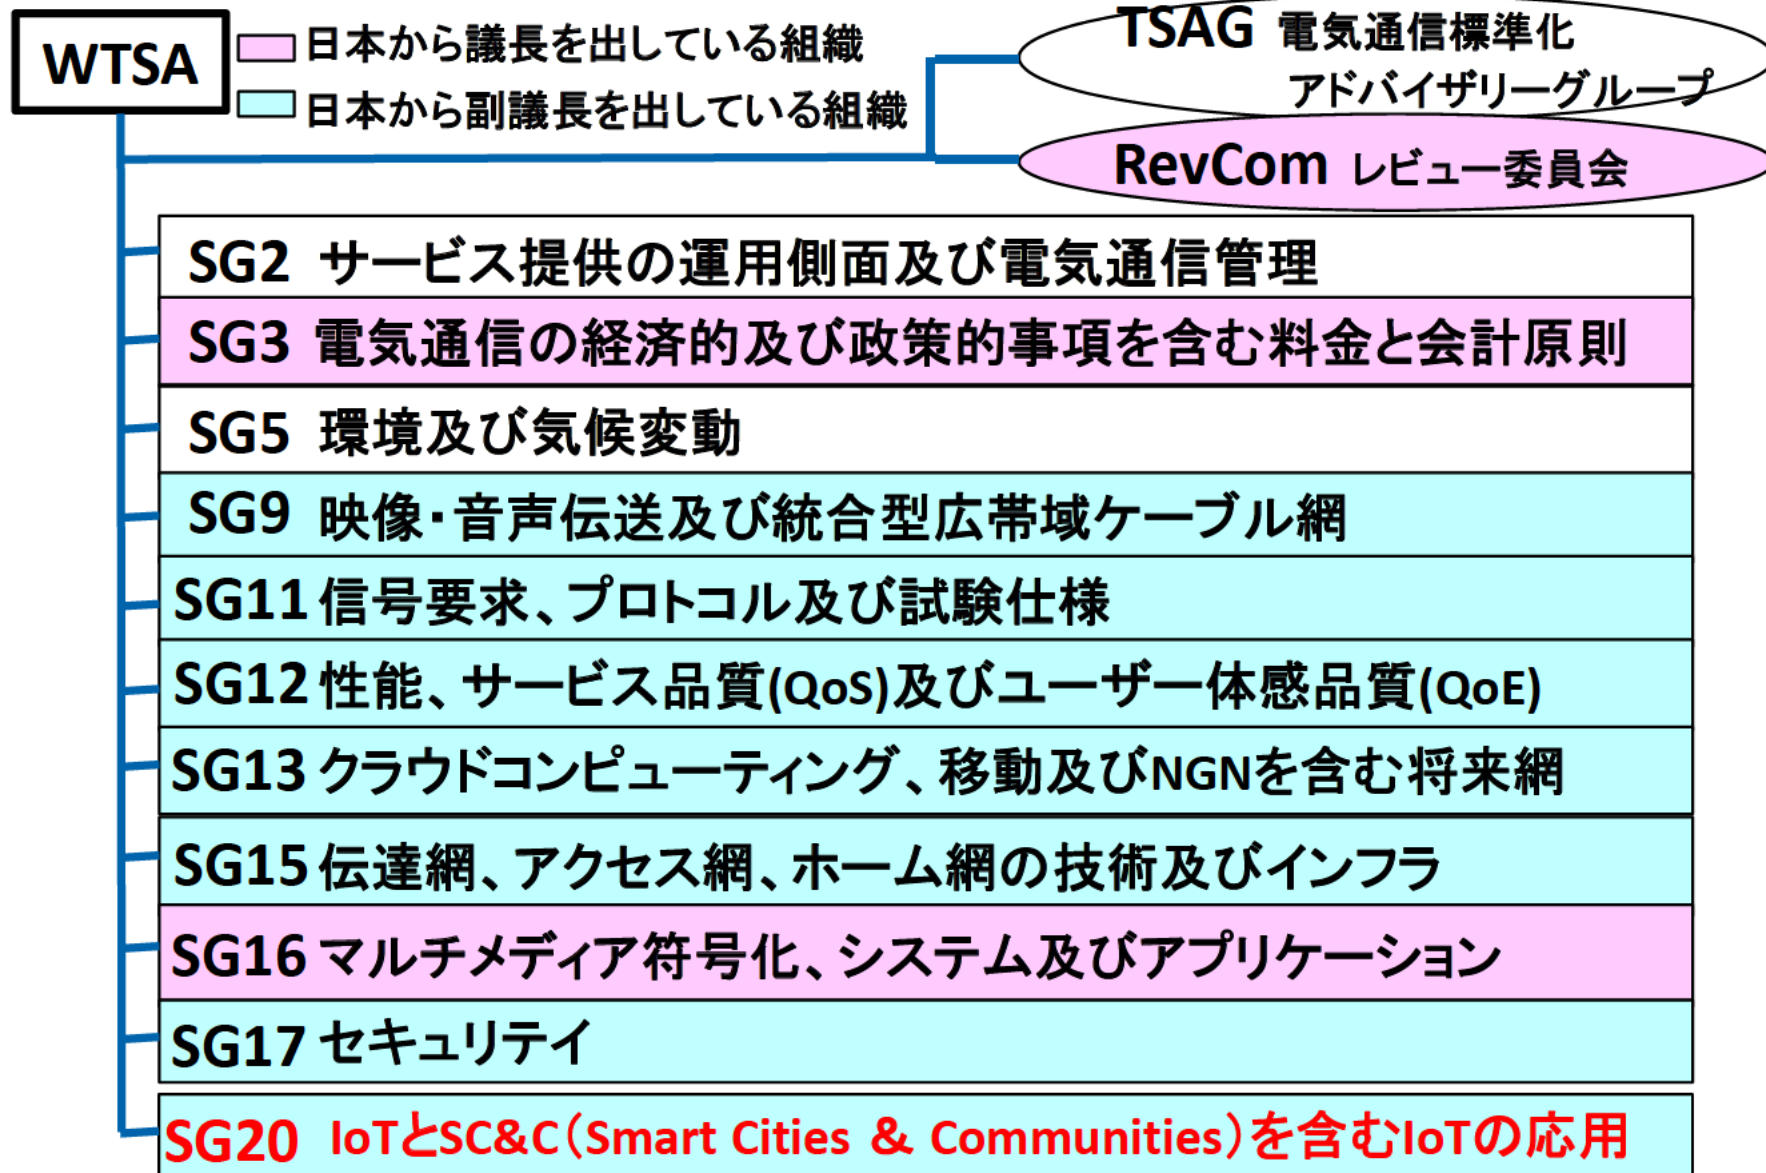 WTSA
日本から議長を出している組織
日本から副議長を出している組織
TSAG 電気通信標準化
アドバイザリーグループ
RevCom レビュー委員会
SG2 サービス提供の運用側面及び電気通信管理
SG3 電気通信の経済的及び政策的事項を含む料金と会計原則
SG5 環境及び気候変動
SG9 映像・音声伝送及び統合型広帯域ケーブル網
SG11 信号要求、プロトコル及び試験仕様
SG12 性能、サービス品質(QoS)及びユーザー体感品質(QoE)
SG13 クラウドコンピューティング、移動及びNGNを含む将来網
SG15 伝達網、アクセス網、ホーム網の技術及びインフラ
SG16 マルチメディア符号化、システム及びアプリケーション
SG17 セキュリテイ
SG20 IoTとSC&C（Smart Cities & Communities）を含むIoTの応用